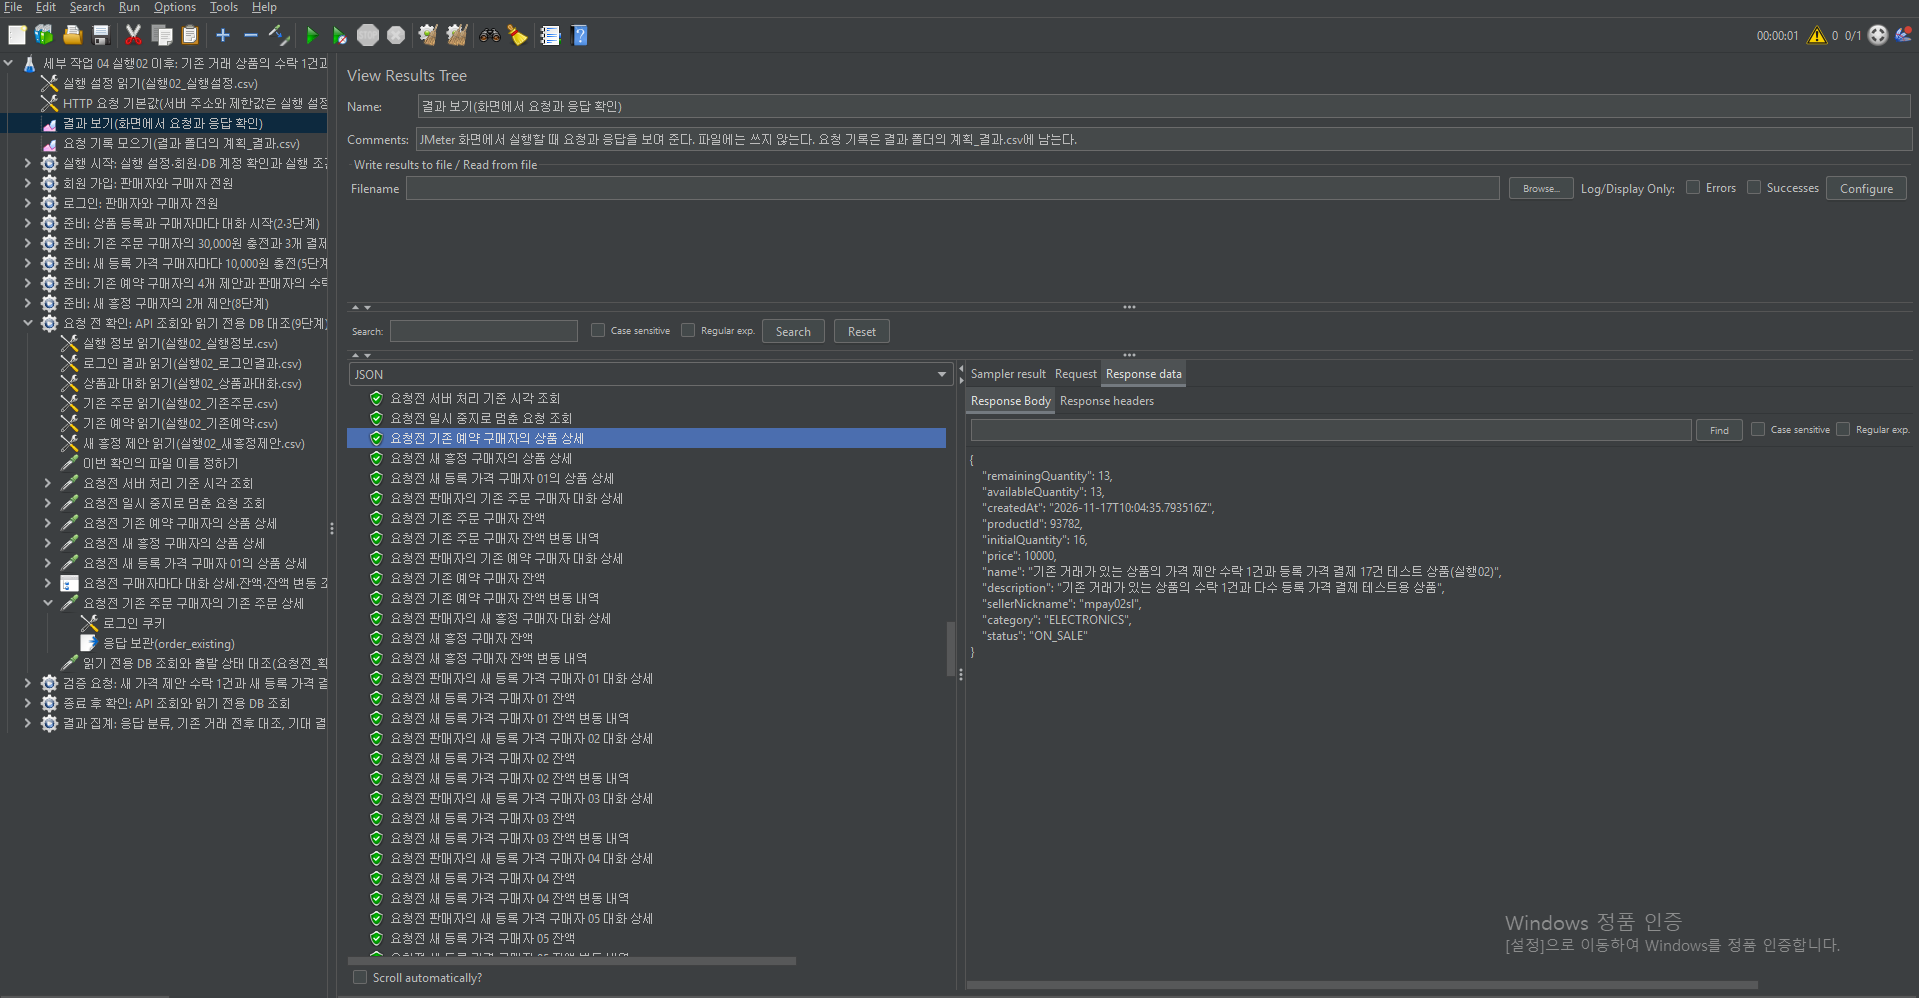 File Edit Search Run Options Tools Help
00:00:01 0 0/1
세부 작업 04 실행02 이후: 기존 거래 상품의 수락 1건과
실행 설정 읽기(실행02_실행설정.csv)
HTTP 요청 기본값(서버 주소와 제한값은 실행 설정
결과 보기(화면에서 요청과 응답 확인)
요청 기록 모으기(결과 폴더의 계획_결과.csv)
실행 시작: 실행 설정·회원·DB 계정 확인과 실행 조건
회원 가입: 판매자와 구매자 전원
로그인: 판매자와 구매자 전원
준비: 상품 등록과 구매자마다 대화 시작(2·3단계)
준비: 기존 주문 구매자의 30,000원 충전과 3개 결제
준비: 새 등록 가격 구매자마다 10,000원 충전(5단계
준비: 기존 예약 구매자의 4개 제안과 판매자의 수락
준비: 새 흥정 구매자의 2개 제안(8단계)
요청 전 확인: API 조회와 읽기 전용 DB 대조(9단계)
실행 정보 읽기(실행02_실행정보.csv)
로그인 결과 읽기(실행02_로그인결과.csv)
상품과 대화 읽기(실행02_상품과대화.csv)
기존 주문 읽기(실행02_기존주문.csv)
기존 예약 읽기(실행02_기존예약.csv)
새 흥정 제안 읽기(실행02_새흥정제안.csv)
이번 확인의 파일 이름 정하기
요청전 서버 처리 기준 시각 조회
요청전 일시 중지로 멈춘 요청 조회
요청전 기존 예약 구매자의 상품 상세
요청전 새 흥정 구매자의 상품 상세
요청전 새 등록 가격 구매자 01의 상품 상세
요청전 구매자마다 대화 상세·잔액·잔액 변동 조
요청전 기존 주문 구매자의 기존 주문 상세
로그인 쿠키
응답 보관(order_existing)
읽기 전용 DB 조회와 출발 상태 대조(요청전_확
검증 요청: 새 가격 제안 수락 1건과 새 등록 가격 결
종료 후 확인: API 조회와 읽기 전용 DB 조회
결과 집계: 응답 분류, 기존 거래 전후 대조, 기대 결
View Results Tree
Name: 결과 보기(화면에서 요청과 응답 확인)
Comments: JMeter 화면에서 실행할 때 요청과 응답을 보여 준다. 파일에는 쓰지 않는다. 요청 기록은 결과 폴더의 계획_결과.csv에 남는다.
Write results to file / Read from file
Filename Browse... Log/Display Only: Errors Successes Configure
Search: Case sensitive Regular exp. Search Reset
JSON
요청전 서버 처리 기준 시각 조회
요청전 일시 중지로 멈춘 요청 조회
요청전 기존 예약 구매자의 상품 상세
요청전 새 흥정 구매자의 상품 상세
요청전 새 등록 가격 구매자 01의 상품 상세
요청전 판매자의 기존 주문 구매자 대화 상세
요청전 기존 주문 구매자 잔액
요청전 기존 주문 구매자 잔액 변동 내역
요청전 판매자의 기존 예약 구매자 대화 상세
요청전 기존 예약 구매자 잔액
요청전 기존 예약 구매자 잔액 변동 내역
요청전 판매자의 새 흥정 구매자 대화 상세
요청전 새 흥정 구매자 잔액
요청전 새 흥정 구매자 잔액 변동 내역
요청전 판매자의 새 등록 가격 구매자 01 대화 상세
요청전 새 등록 가격 구매자 01 잔액
요청전 새 등록 가격 구매자 01 잔액 변동 내역
요청전 판매자의 새 등록 가격 구매자 02 대화 상세
요청전 새 등록 가격 구매자 02 잔액
요청전 새 등록 가격 구매자 02 잔액 변동 내역
요청전 판매자의 새 등록 가격 구매자 03 대화 상세
요청전 새 등록 가격 구매자 03 잔액
요청전 새 등록 가격 구매자 03 잔액 변동 내역
요청전 판매자의 새 등록 가격 구매자 04 대화 상세
요청전 새 등록 가격 구매자 04 잔액
요청전 새 등록 가격 구매자 04 잔액 변동 내역
요청전 판매자의 새 등록 가격 구매자 05 대화 상세
요청전 새 등록 가격 구매자 05 잔액
Scroll automatically?
Sampler result Request Response data
Response Body Response headers
Find Case sensitive Regular exp.
{
"remainingQuantity": 13,
"availableQuantity": 13,
"createdAt": "2026-11-17T10:04:35.793516Z",
"productId": 93782,
"initialQuantity": 16,
"price": 10000,
"name": "기존 거래가 있는 상품의 가격 제안 수락 1건과 등록 가격 결제 17건 테스트 상품(실행02)",
"description": "기존 거래가 있는 상품의 수락 1건과 다수 등록 가격 결제 테스트용 상품",
"sellerNickname": "mpay02sl",
"category": "ELECTRONICS",
"status": "ON_SALE"
}
Windows 정품 인증
[설정]으로 이동하여 Windows를 정품 인증합니다.